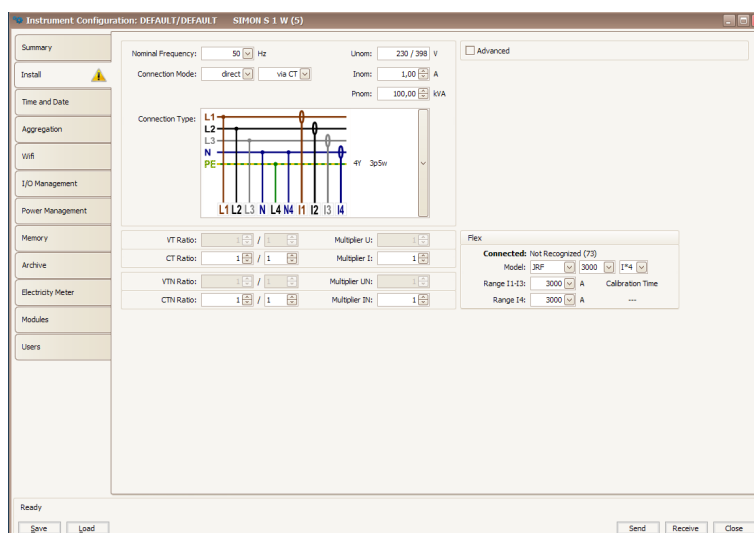 Instrument Configuration: DEFAULT/DEFAULT SIMON S 1 W (5)
Summary
Install
Time and Date
Aggregation
Wifi
I/O Management
Power Management
Memory
Archive
Electricity Meter
Modules
Users
Nominal Frequency: 50 Hz Unom: 230 / 398 V
Connection Mode: direct via CT Inom: 1,00 A
Pnom: 100,00 kVA
Connection Type:
L1
L2
L3
N
PE
4Y 3p5w
L1 L2 L3 N L4 N4 I1 I2 I3 I4
VT Ratio: 1 / 1 Multiplier U: 1
CT Ratio: 1 / 1 Multiplier I: 1
VTN Ratio: 1 / 1 Multiplier UN: 1
CTN Ratio: 1 / 1 Multiplier IN: 1
Advanced
Flex
Connected: Not Recognized (73)
Model: JRF 3000 I*4
Range I1-I3: 3000 A Calibration Time
Range I4: 3000 A ---
Ready
Save Load Send Receive Close